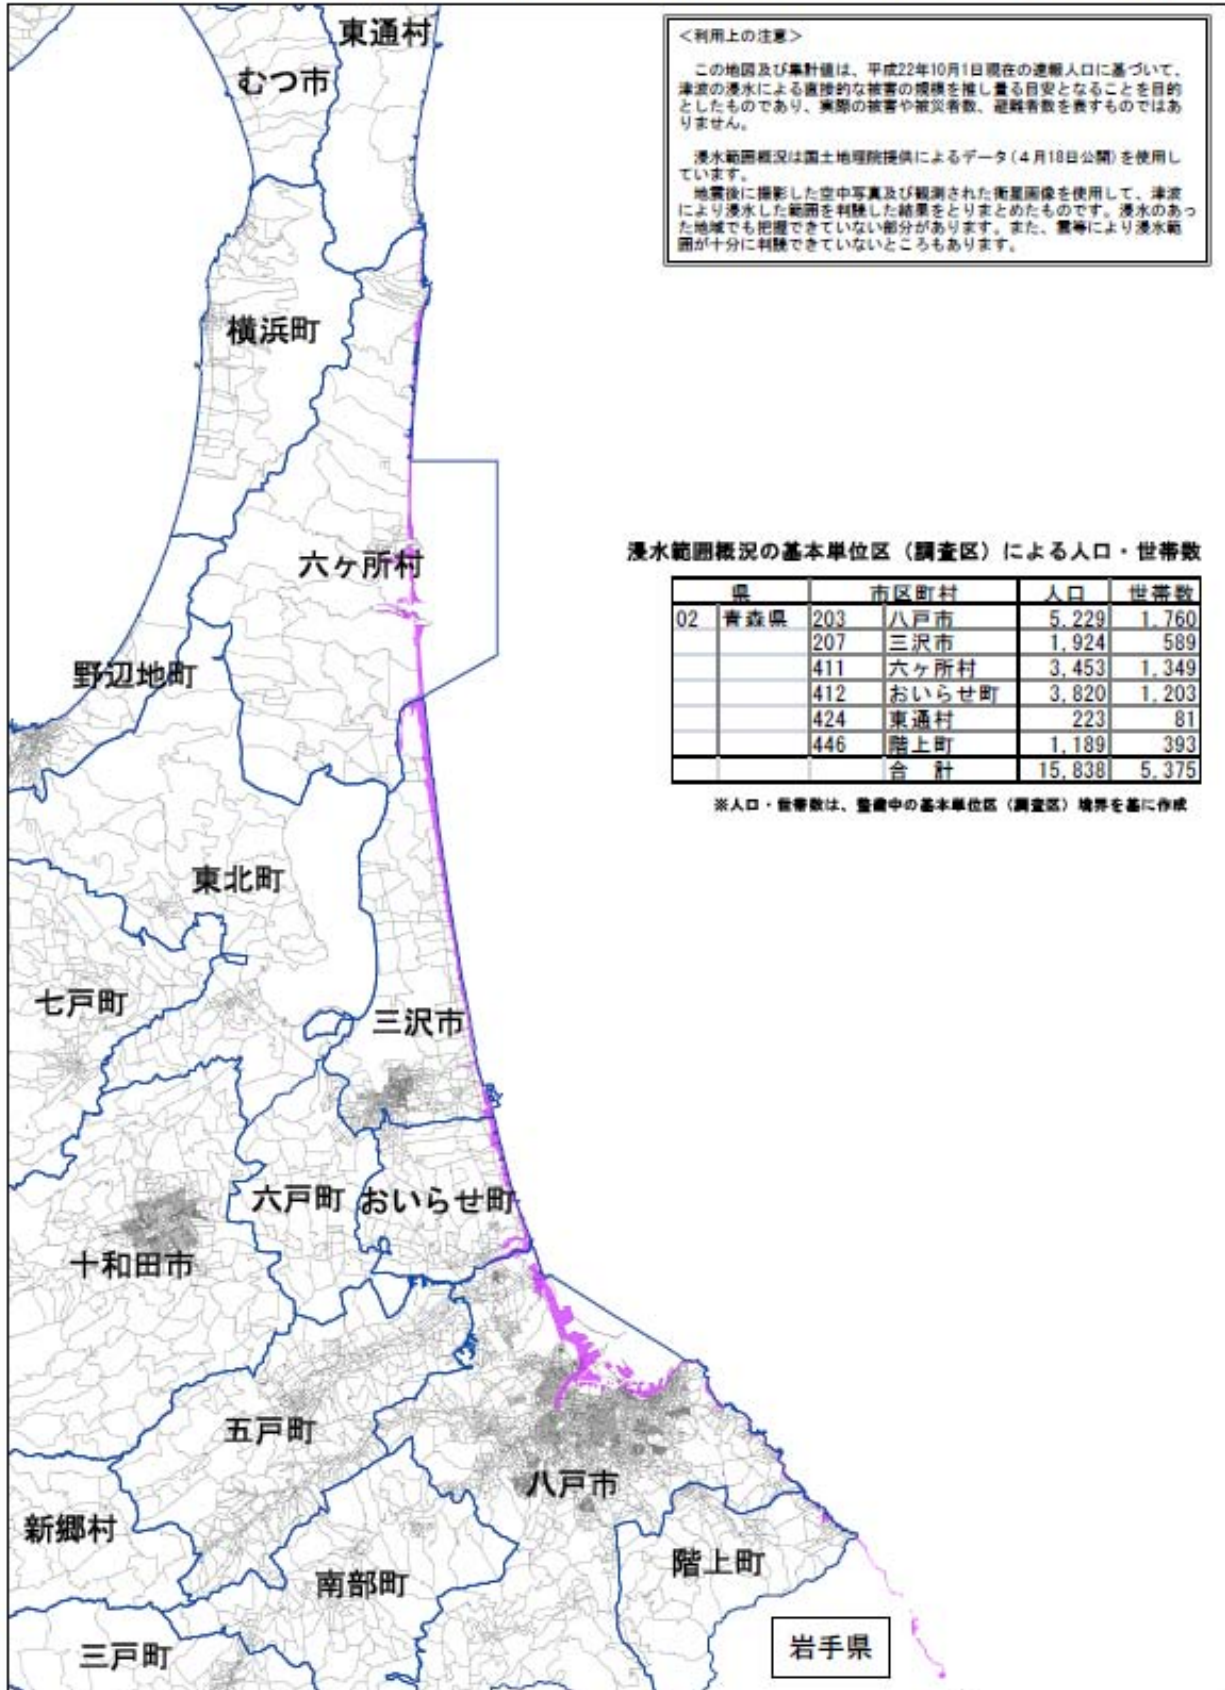 東通村
むつ市
<利用上の注意>
この地図及び集計値は、平成22年10月1日現在の速報人口に基づいて、
津波の浸水による直接的な被害の規模を推し量る目安となることを目的
としたものであり、実際の被害や被災者数、避難者数を表すものではあ
りません。
浸水範囲概況は国土地理院提供によるデータ(4月18日公開)を使用し
ています。
地震後に撮影した空中写真及び観測された衛星画像を使用して、津波
により浸水した範囲を判読した結果をとりまとめたものです。浸水のあっ
た地域でも把握できていない部分があります。また、雲等により浸水範
囲が十分に判読できていないところもあります。
横浜町
六ヶ所村
野辺地町
浸水範囲概況の基本単位区(調査区)による人口・世帯数
県 市区町村 人口 世帯数
02 青森県 203 八戸市 5,229 1,760
207 三沢市 1,924 589
411 六ヶ所村 3,453 1,349
412 おいらせ町 3,820 1,203
424 東通村 223 81
446 階上町 1,189 393
合計 15,838 5,375
※人口・世帯数は、整備中の基本単位区(調査区)境界を基に作成
東北町
七戸町
三沢市
六戸町
おいらせ町
十和田市
五戸町
八戸市
新郷村
南部町
階上町
三戸町
岩手県